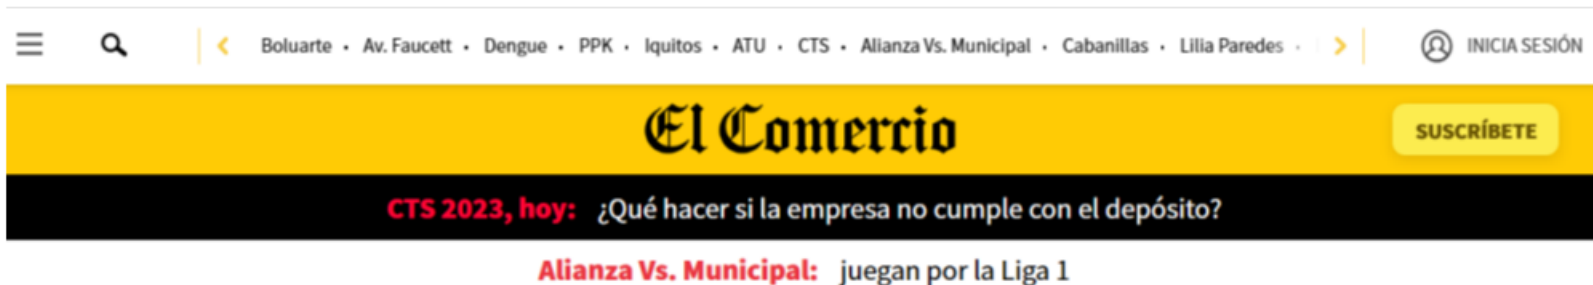 Boluarte · Av. Faucett · Dengue · PPK · Iquitos · ATU · CTS · Alianza Vs. Municipal · Cabanillas · Lilia Paredes · INICIA SESIÓN
El Comercio
SUSCRÍBETE
CTS 2023, hoy: ¿Qué hacer si la empresa no cumple con el depósito?
Alianza Vs. Municipal: juegan por la Liga 1